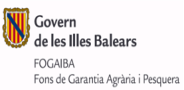 Govern
de les Illes Balears
FOGAIBA
Fons de Garantia Agrària i Pesquera